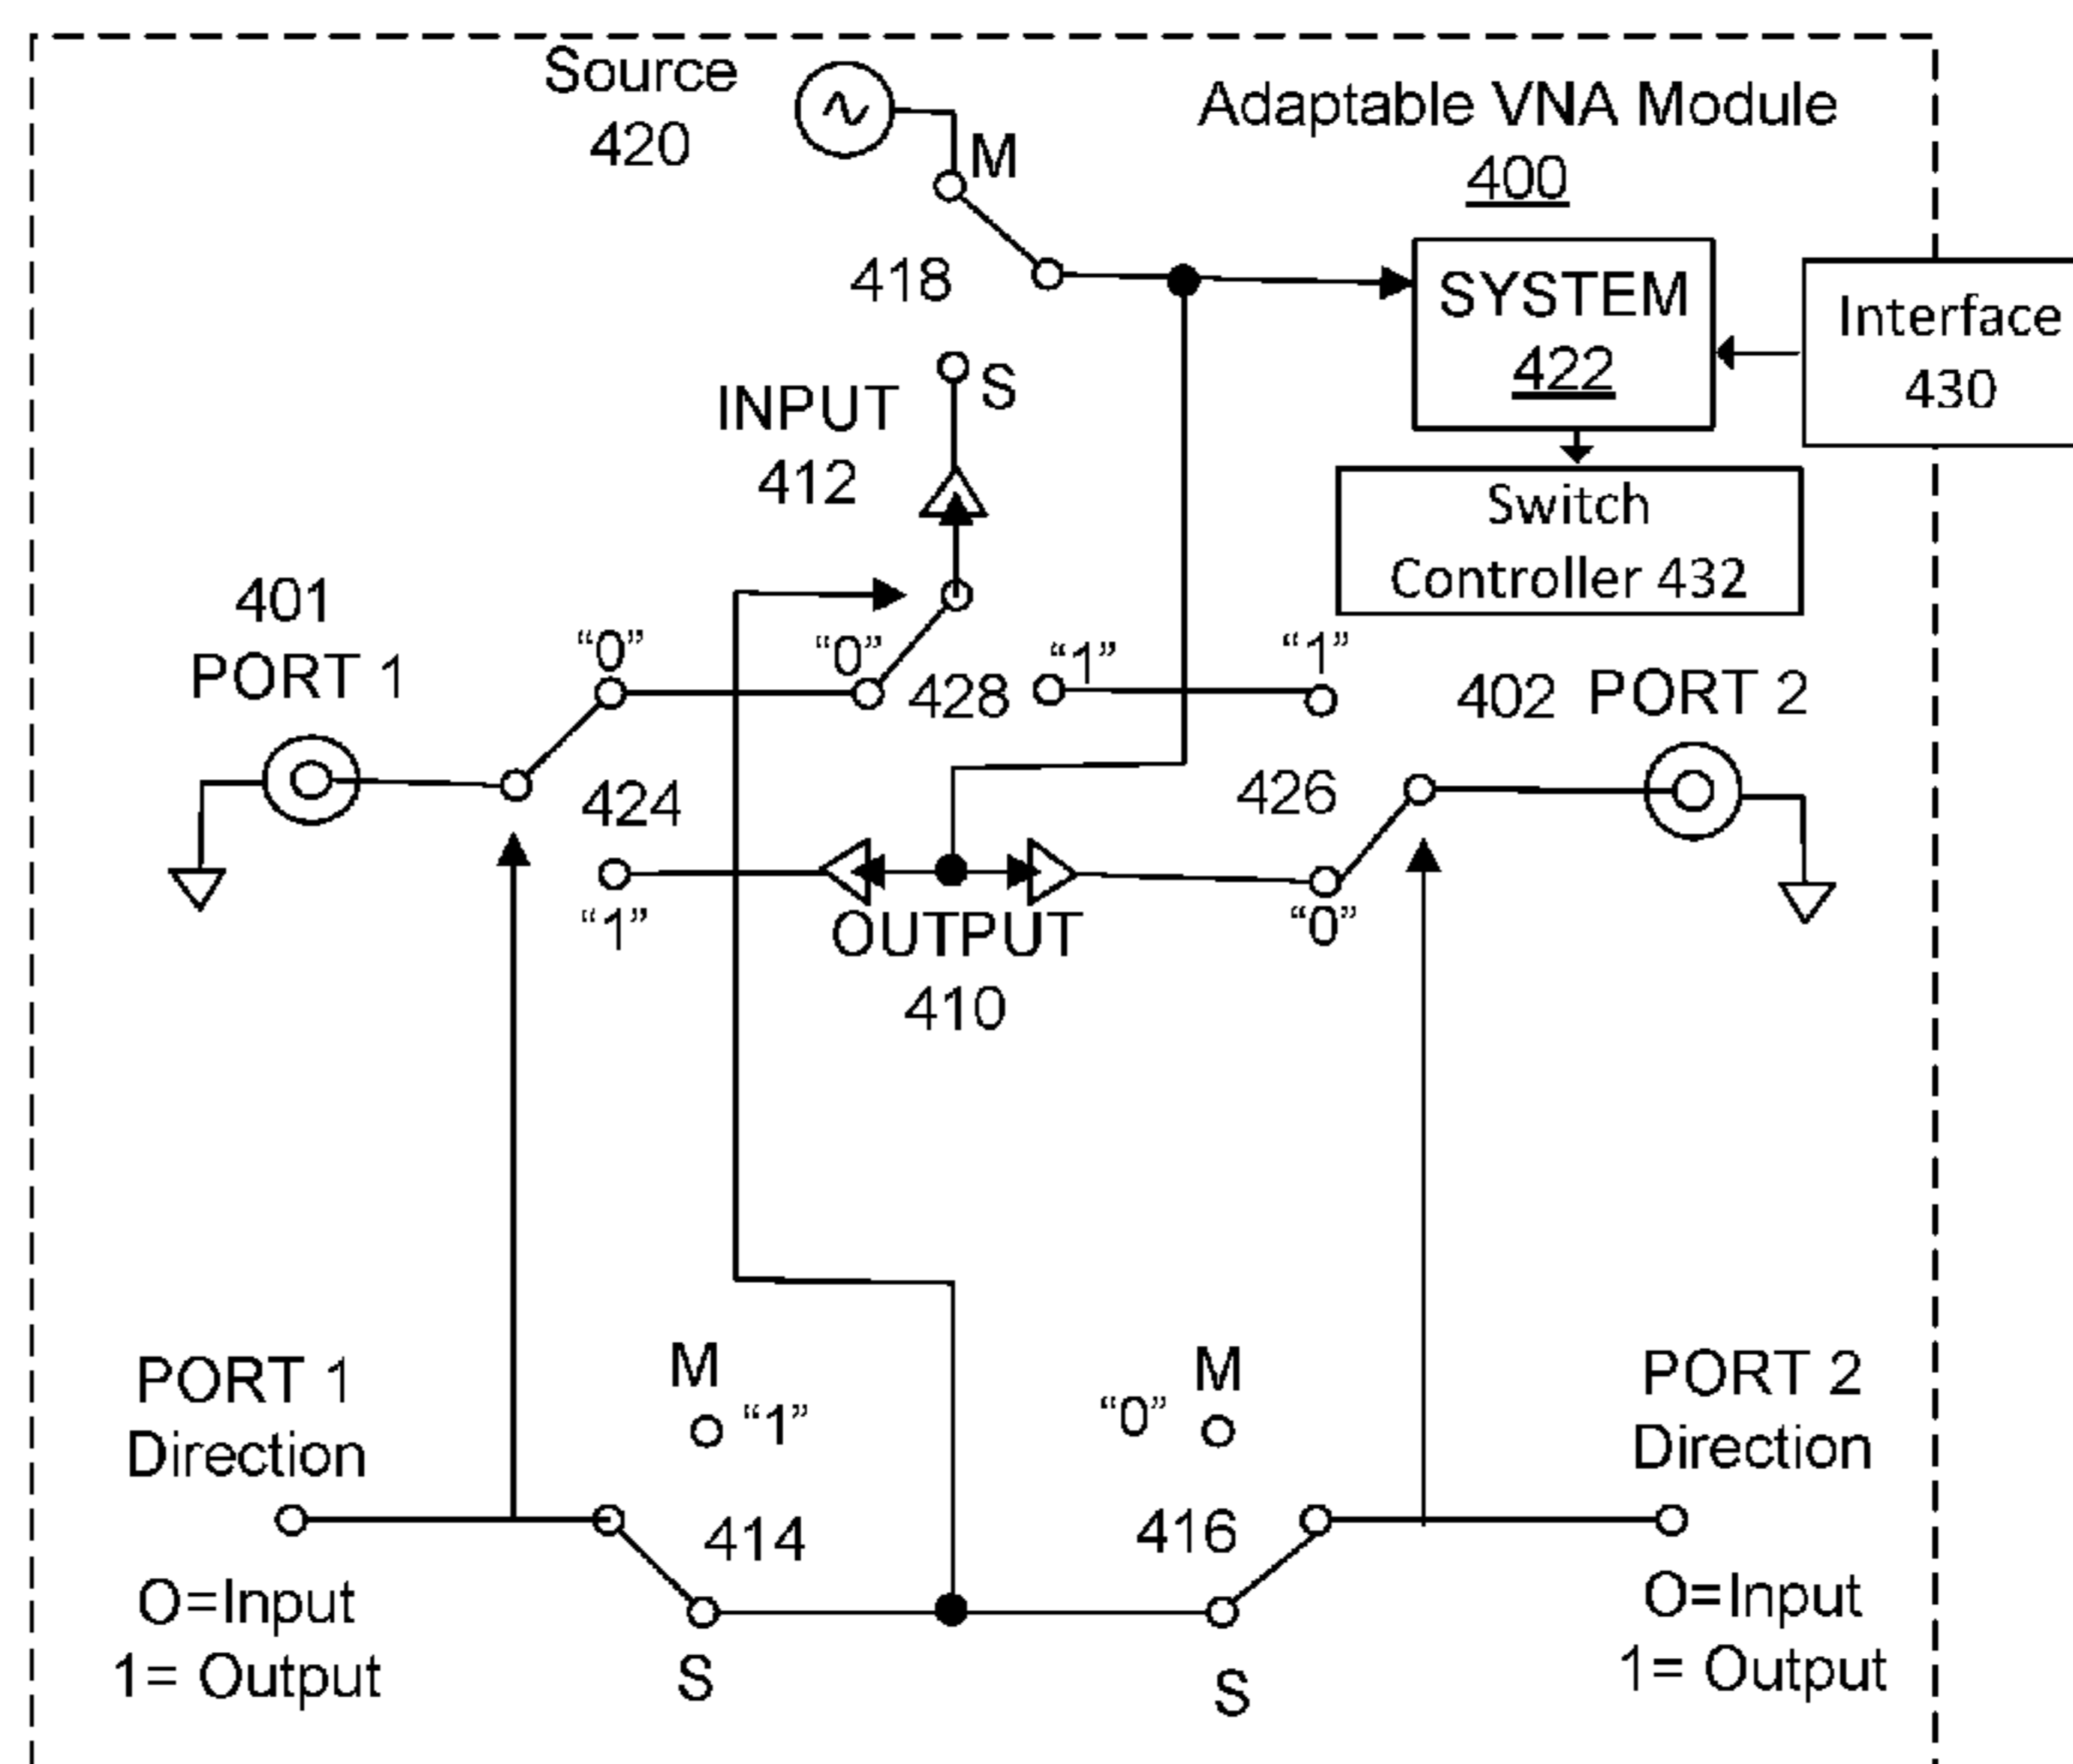 Source
420
M
Adaptable VNA Module
400
418
SYSTEM
422
Interface
430
S
INPUT
412
Switch
Controller 432
401
PORT 1
“0”
“0”
428
“1”
“1”
402 PORT 2
424
426
“1”
OUTPUT
410
“0”
PORT 1
Direction
M
“1”
M
“0”
PORT 2
Direction
414
416
O=Input
1= Output
S
S
O=Input
1= Output